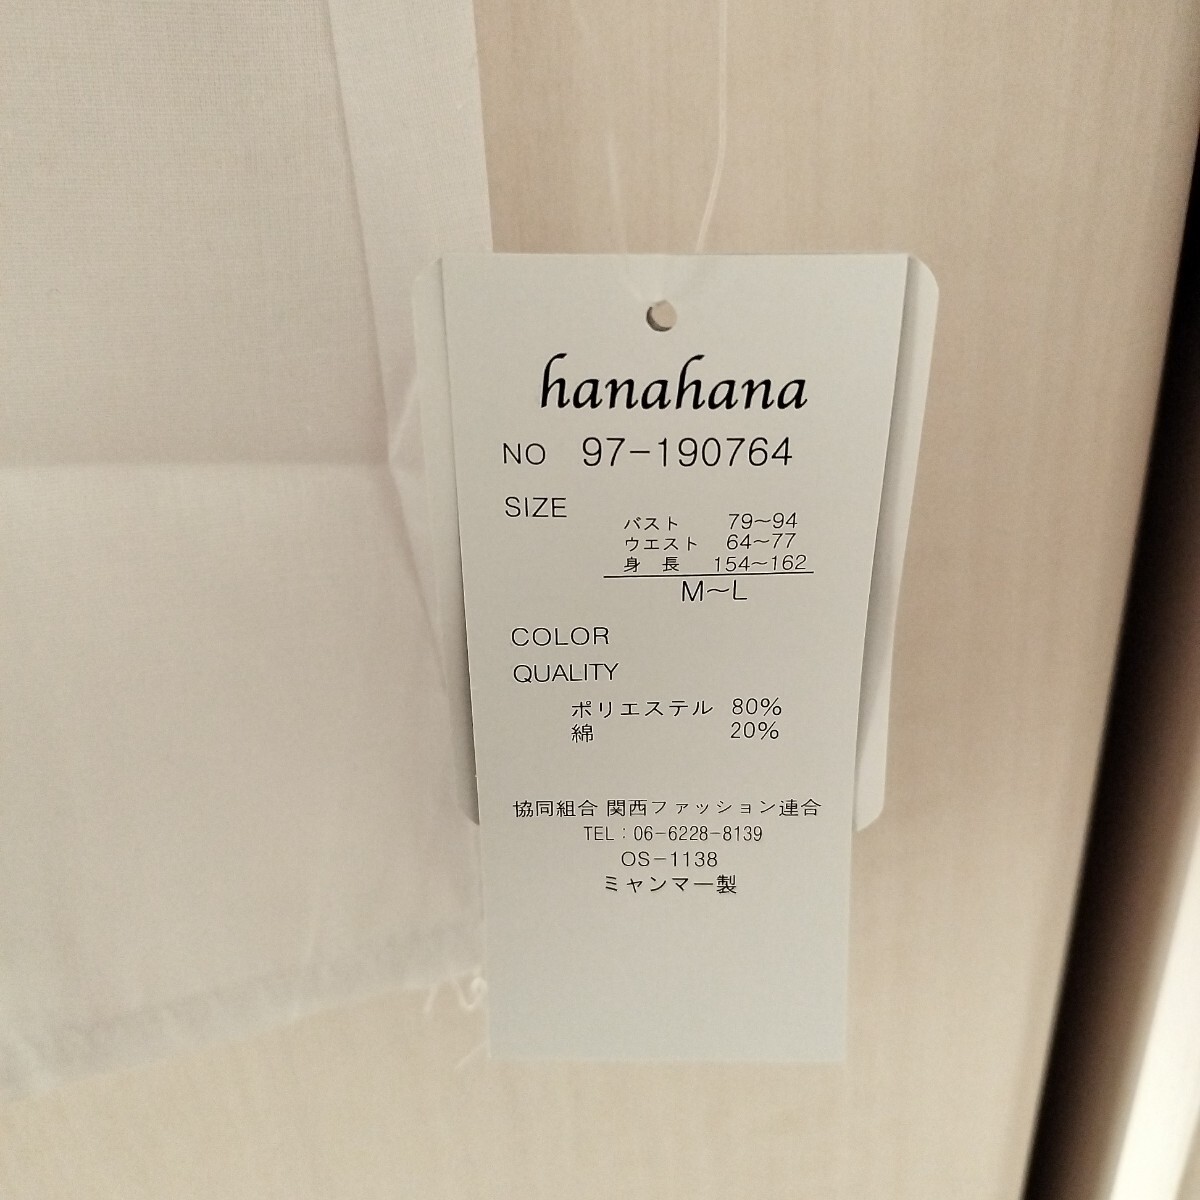 hanahana
NO 97-190764
SIZE
バスト 79~94
ウエスト 64~77
身 長 154~162
M~L
COLOR
QUALITY
ポリエステル 80%
綿 20%
協同組合 関西ファッション連合
TEL:06-6228-8139
OS-1138
ミャンマー製